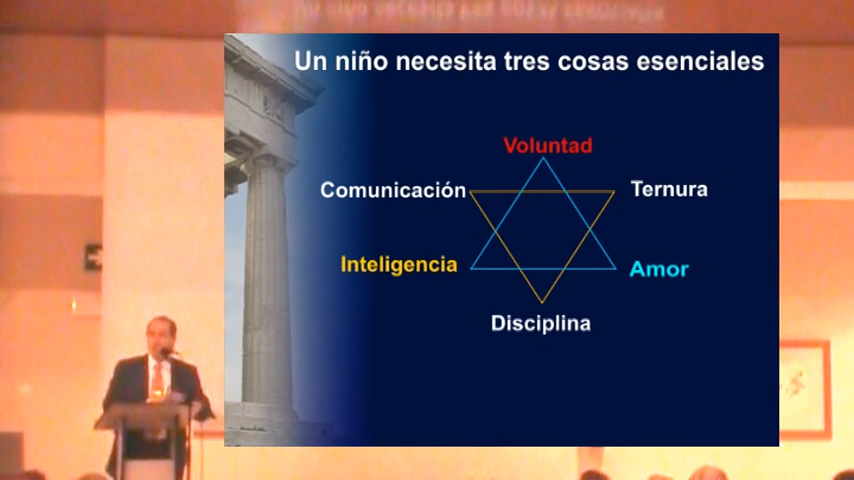 Un niño necesita tres cosas esenciales
Voluntad
Comunicación
Ternura
Inteligencia
Amor
Disciplina